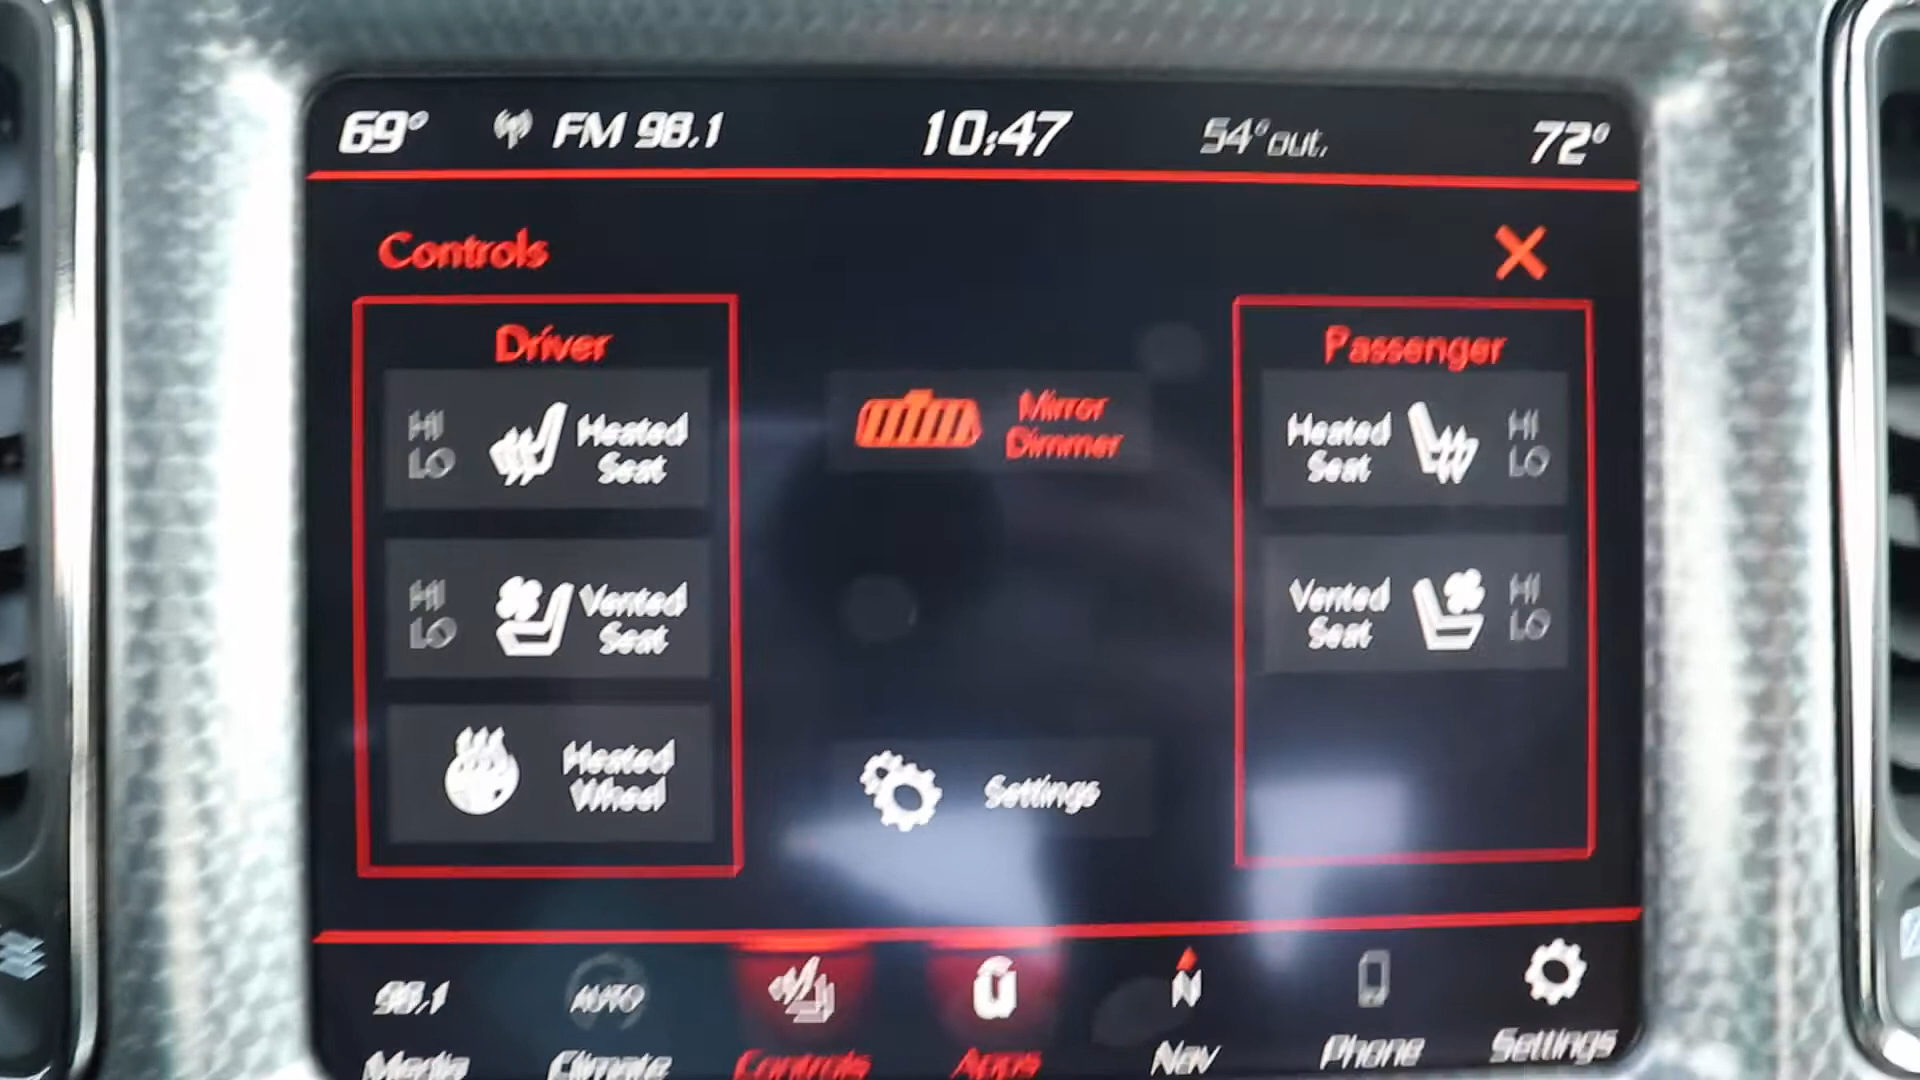 69° FM 98.1 10:47 54° out. 72°
Controls
Driver
HI
LO
Heated
Seat
HI
LO
Vented
Seat
Heated
Wheel
Mirror
Dimmer
Settings
Passenger
Heated
Seat
HI
LO
Vented
Seat
HI
LO
98.1
Media
AUTO
Climate
Controls
Apps
N
Nav
Phone
Settings